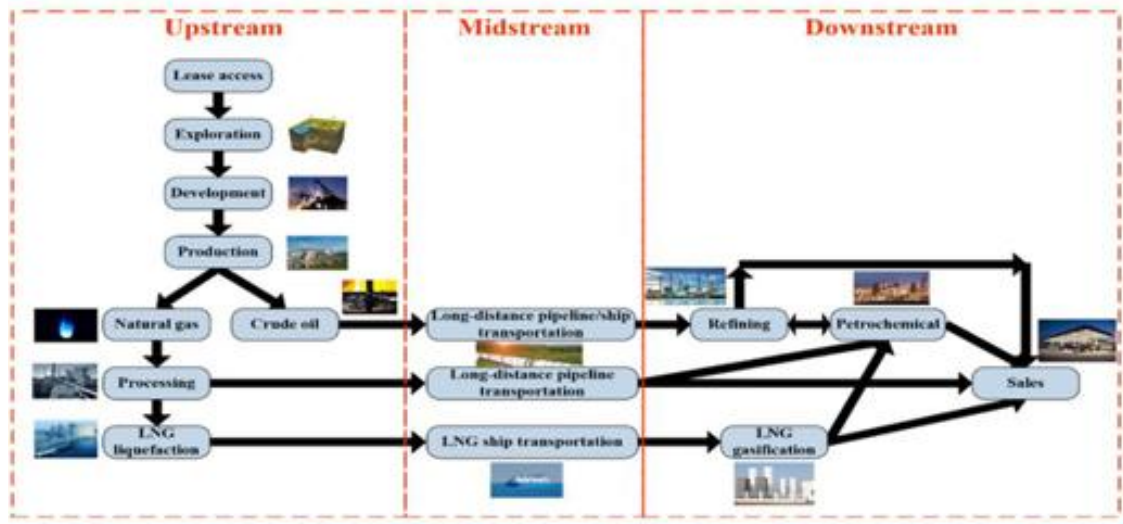 Upstream
Midstream
Downstream
Lease access
Exploration
Development
Production
Natural gas
Crude oil
Long-distance pipeline/ship
transportation
Refining
Petrochemical
Processing
Long-distance pipeline
transportation
Sales
LNG
liquefaction
LNG ship transportation
LNG
gasification